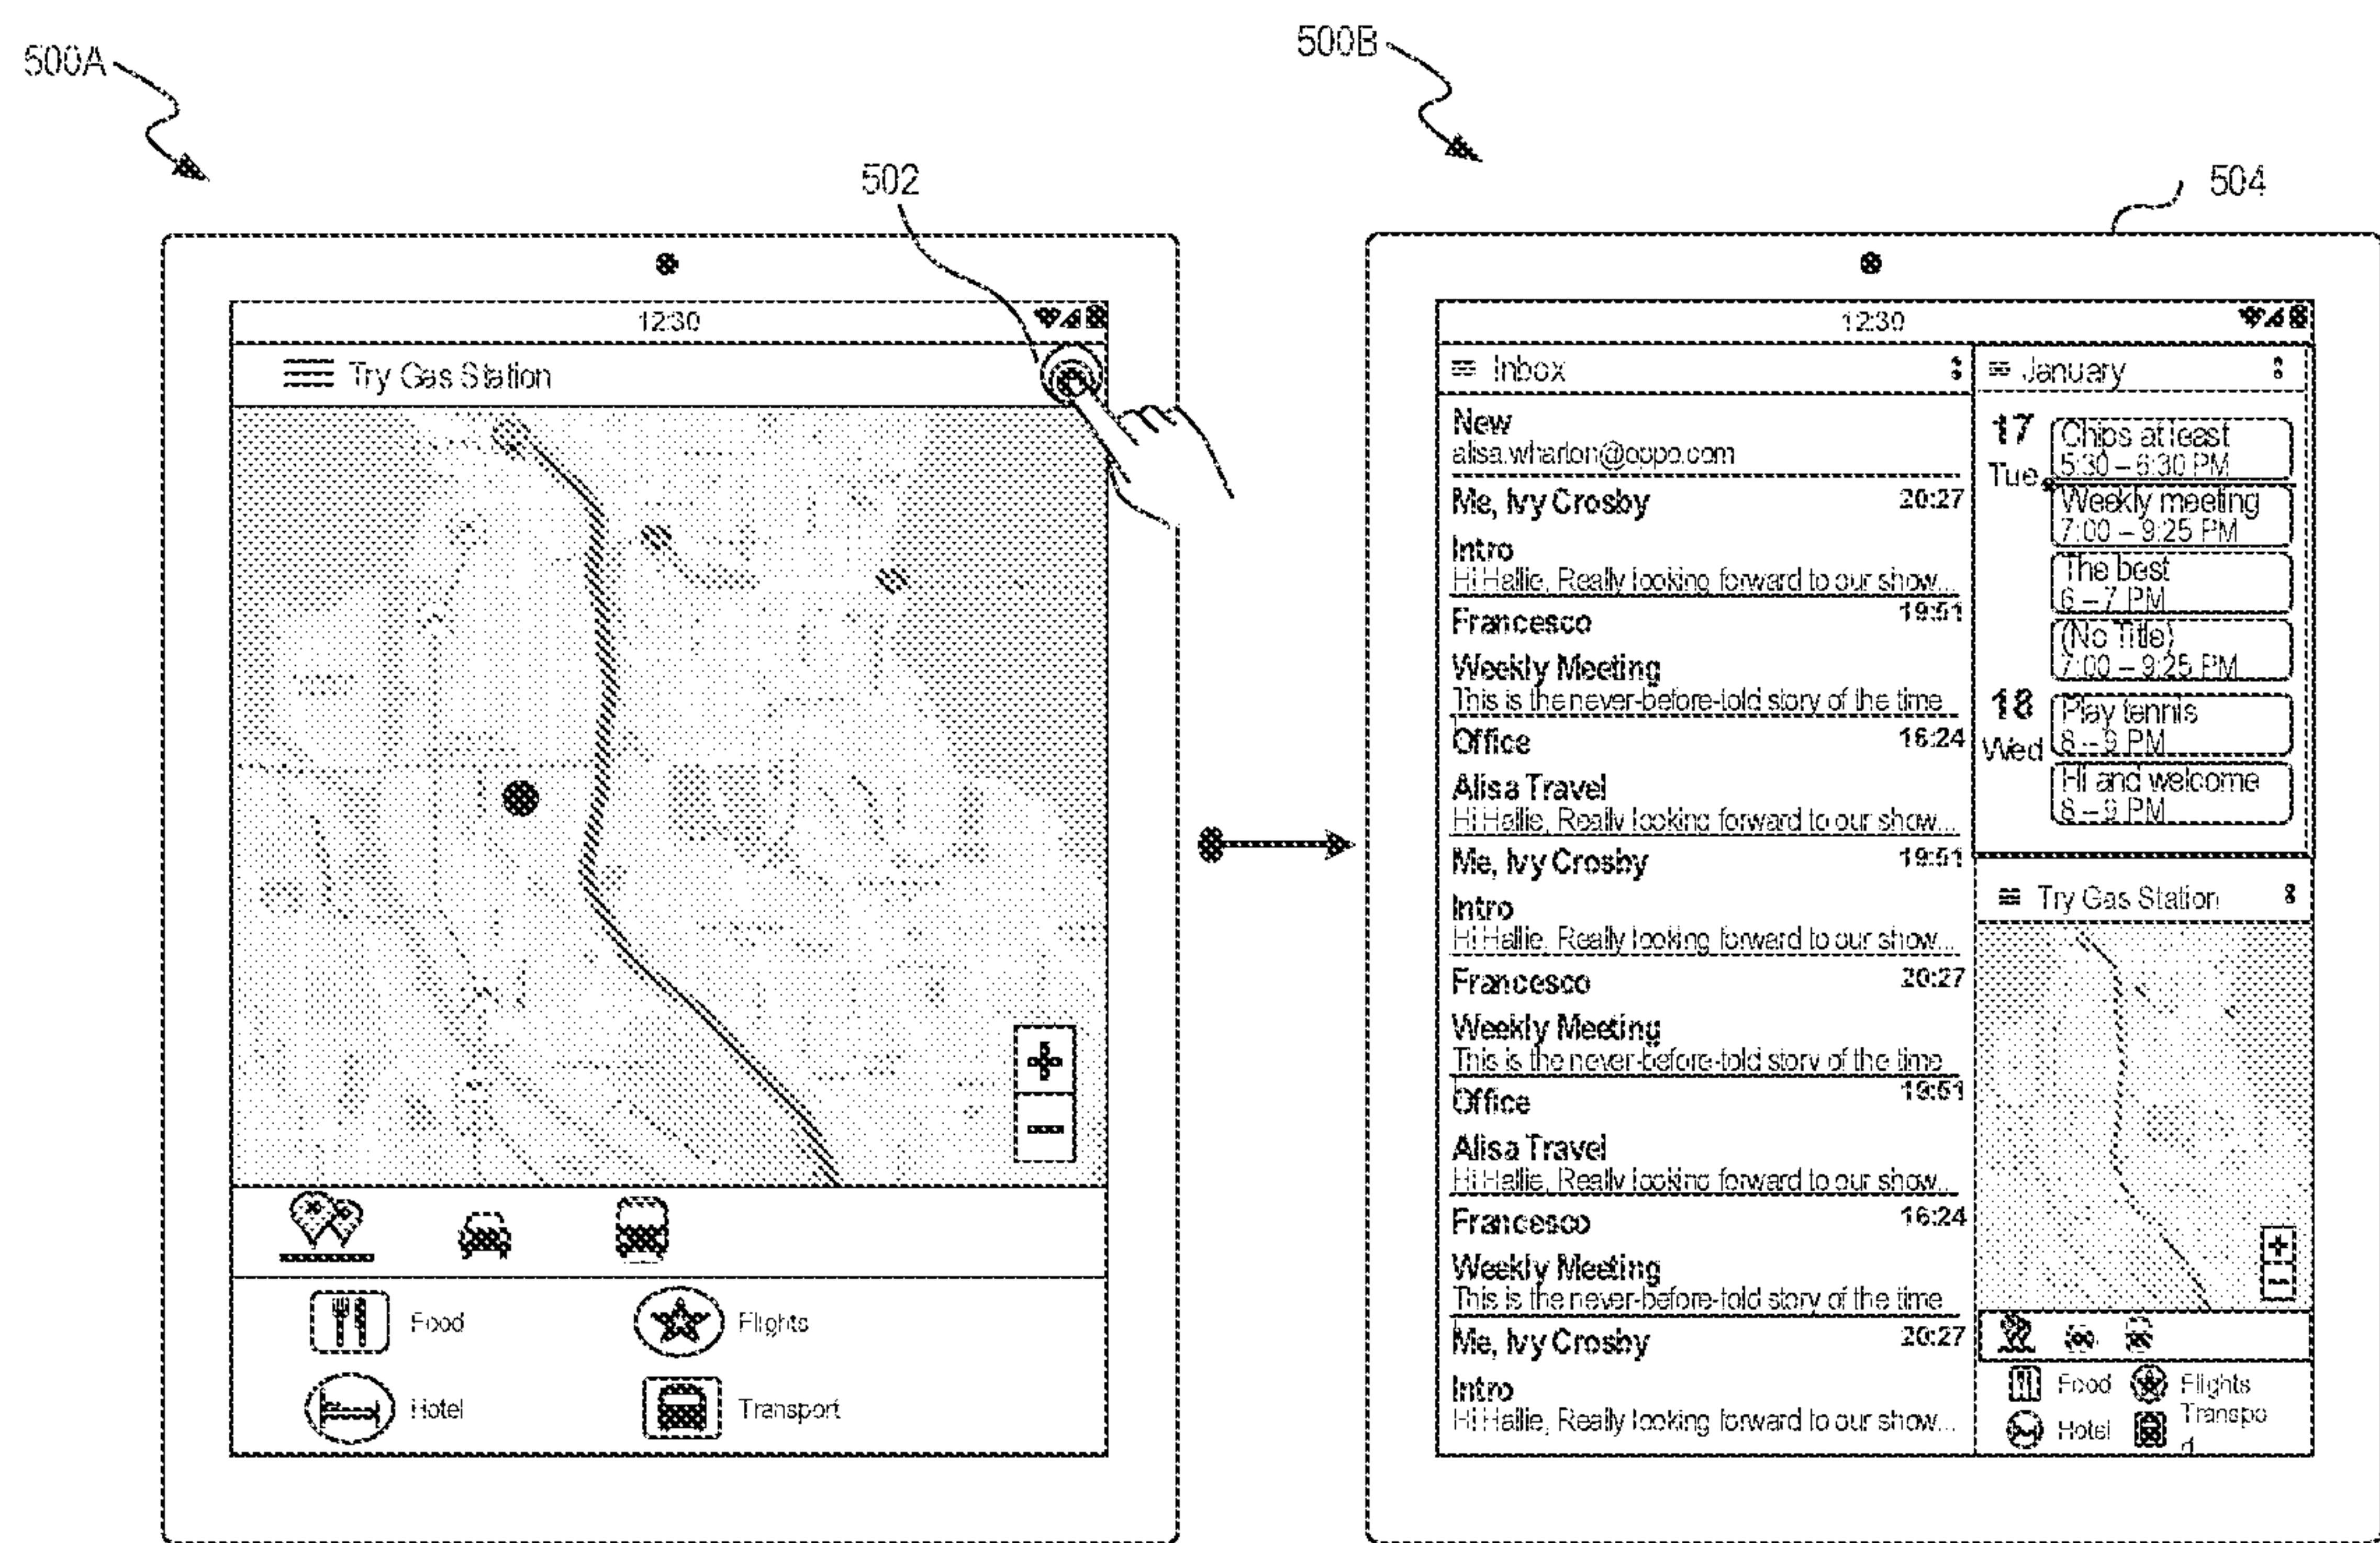 500A
500B
502
504
12:30
Try Gas Station
Food
Flights
Hotel
Transport
12:30
Inbox
New
alisa.wharton@oppo.com
Me, Ivy Crosby 20:27
Intro
Hi Hallie, Really looking forward to our show...
Francesco 19:51
Weekly Meeting
This is the never-before-told story of the time
Office 16:24
Alisa Travel
Hi Hallie, Really looking forward to our show...
Me, Ivy Crosby 19:51
Intro
Hi Hallie, Really looking forward to our show...
Francesco 20:27
Weekly Meeting
This is the never-before-told story of the time
Office 19:51
Alisa Travel
Hi Hallie, Really looking forward to our show...
Francesco 16:24
Weekly Meeting
This is the never-before-told story of the time
Me, Ivy Crosby 20:27
Intro
Hi Hallie, Really looking forward to our show...
January
17 Chips at least
5:30 – 6:30 PM
Tue
Weekly meeting
7:00 – 9:25 PM
The best
6 – 7 PM
(No Title)
7:00 – 9:25 PM
18 Play tennis
Wed 8 – 9 PM
Hi and welcome
8 – 9 PM
Try Gas Station
Food Flights
Hotel Transpo